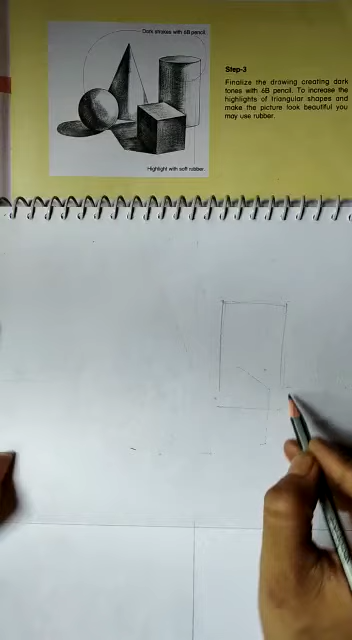 Dark strokes with 6B pencil.
Step-3
Finalize the drawing creating dark
tones with 6B pencil. To increase the
highlights of triangular shapes and
make the picture look beautiful you
may use rubber.
Highlight with soft rubber.